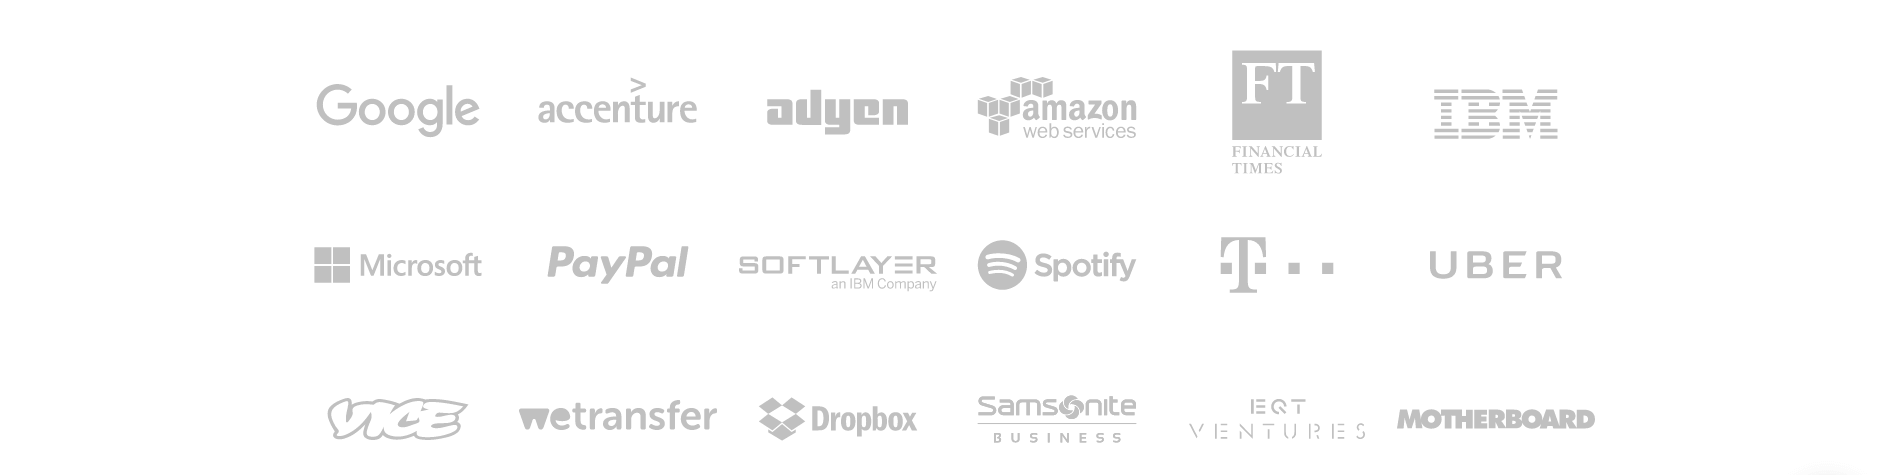 Google
accenture
adyen
amazon
web services
FT
FINANCIAL
TIMES
IBM
Microsoft
PayPal
SOFTLAYER
an IBM Company
Spotify
T
UBER
VICE
wetransfer
Dropbox
Samsonite
BUSINESS
EQT
VENTURES
MOTHERBOARD